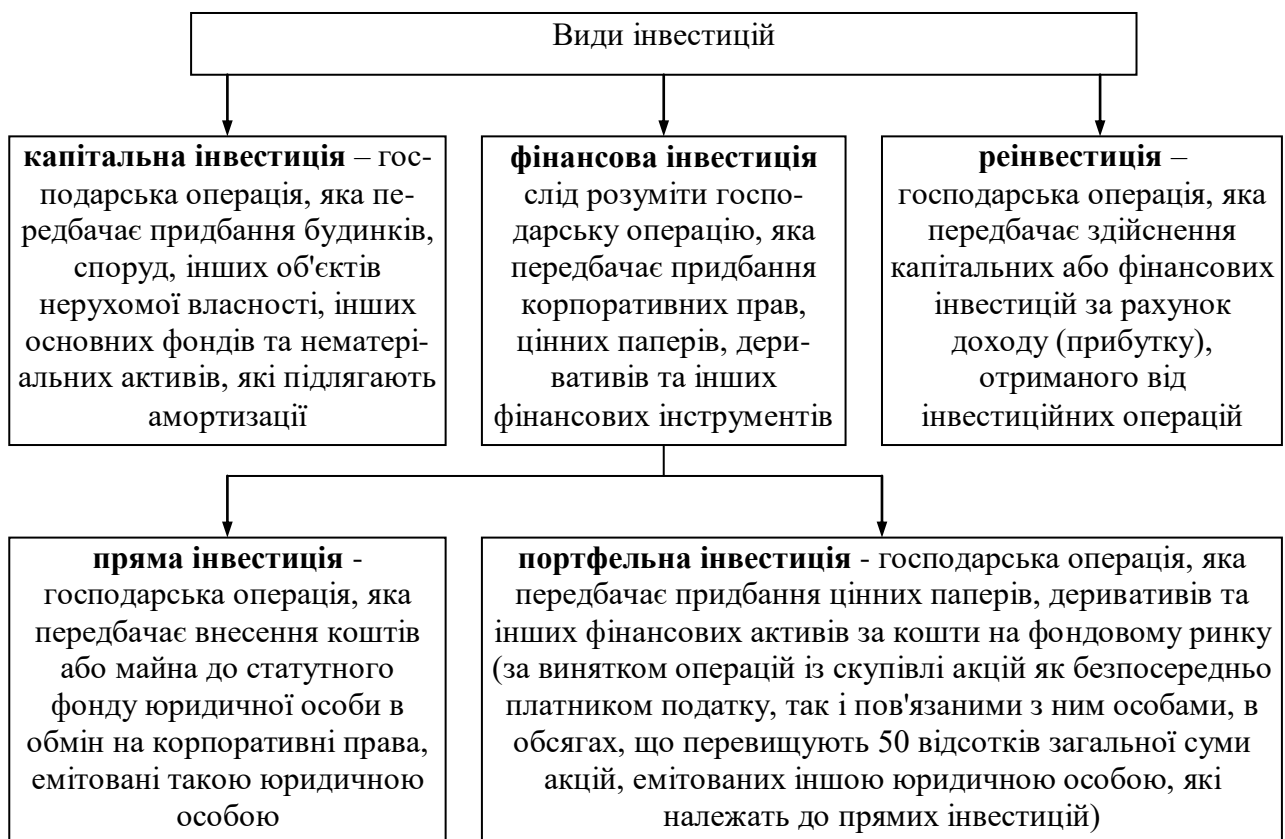 Види інвестицій
капітальна інвестиція – гос-
подарська операція, яка пе-
редбачає придбання будинків,
споруд, інших об'єктів
нерухомої власності, інших
основних фондів та нематері-
альних активів, які підлягають
амортизації
фінансова інвестиція
слід розуміти госпо-
дарську операцію, яка
передбачає придбання
корпоративних прав,
цінних паперів, дери-
вативів та інших
фінансових інструментів
реінвестиція –
господарська операція, яка
передбачає здійснення
капітальних або фінансових
інвестицій за рахунок
доходу (прибутку),
отриманого від
інвестиційних операцій
пряма інвестиція -
господарська операція, яка
передбачає внесення коштів
або майна до статутного
фонду юридичної особи в
обмін на корпоративні права,
емітовані такою юридичною
особою
портфельна інвестиція - господарська операція, яка
передбачає придбання цінних паперів, деривативів та
інших фінансових активів за кошти на фондовому ринку
(за винятком операцій із скупівлі акцій як безпосередньо
платником податку, так і пов'язаними з ним особами, в
обсягах, що перевищують 50 відсотків загальної суми
акцій, емітованих іншою юридичною особою, які
належать до прямих інвестицій)